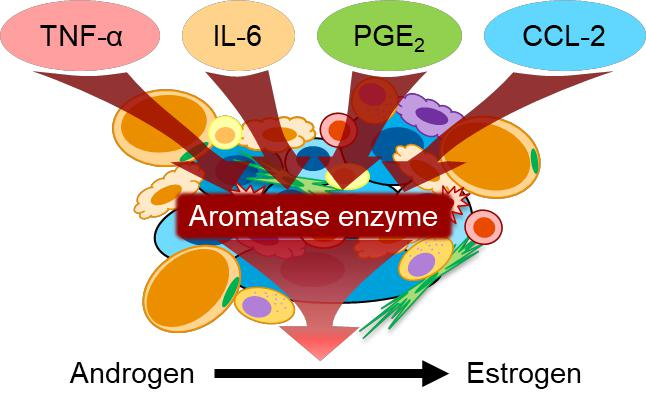 TNF-α
IL-6
PGE₂
CCL-2
Aromatase enzyme
Androgen
Estrogen